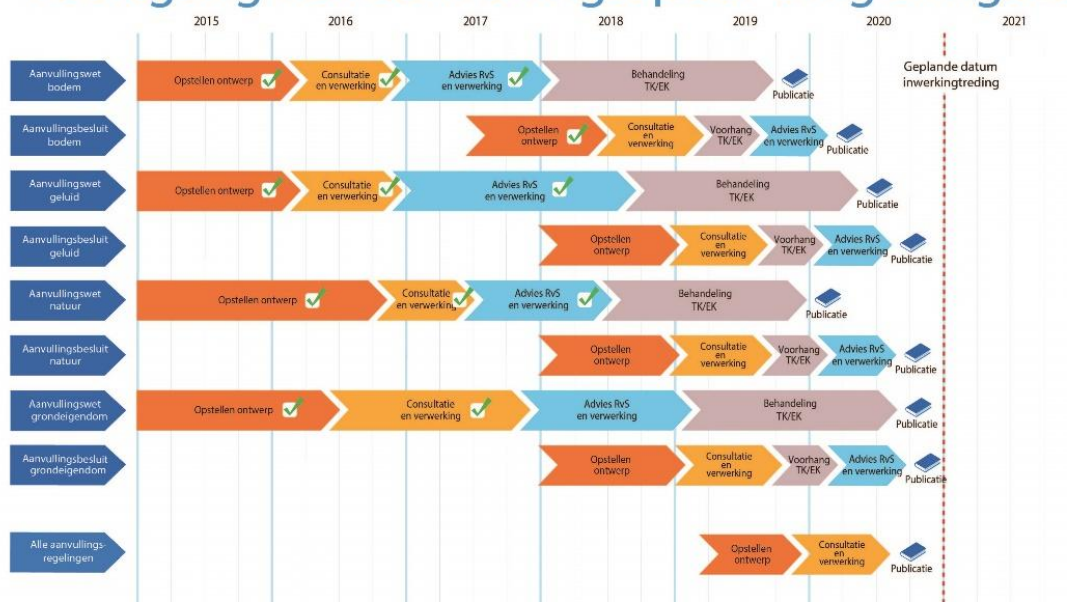 2015 2016 2017 2018 2019 2020 2021
Geplande datum
inwerkingtreding
Aanvullingswet
bodem
Opstellen ontwerp
Consultatie
en verwerking
Advies RvS
en verwerking
Behandeling
TK/EK
Publicatie
Aanvullingsbesluit
bodem
Opstellen
ontwerp
Consultatie
en
verwerking
Voorhang
TK/EK
Advies RvS
en verwerking
Publicatie
Aanvullingswet
geluid
Opstellen ontwerp
Consultatie
en verwerking
Advies RvS
en verwerking
Behandeling
TK/EK
Publicatie
Aanvullingsbesluit
geluid
Opstellen
ontwerp
Consultatie
en
verwerking
Voorhang
TK/EK
Advies RvS
en verwerking
Publicatie
Aanvullingswet
natuur
Opstellen ontwerp
Consultatie
en verwerking
Advies RvS
en verwerking
Behandeling
TK/EK
Publicatie
Aanvullingsbesluit
natuur
Opstellen
ontwerp
Consultatie
en
verwerking
Voorhang
TK/EK
Advies RvS
en verwerking
Publicatie
Aanvullingswet
grondeigendom
Opstellen ontwerp
Consultatie
en verwerking
Advies RvS
en verwerking
Behandeling
TK/EK
Publicatie
Aanvullingsbesluit
grondeigendom
Opstellen
ontwerp
Consultatie
en
verwerking
Voorhang
TK/EK
Advies RvS
en verwerking
Publicatie
Alle aanvullings-
regelingen
Opstellen
ontwerp
Consultatie
en
verwerking
Publicatie